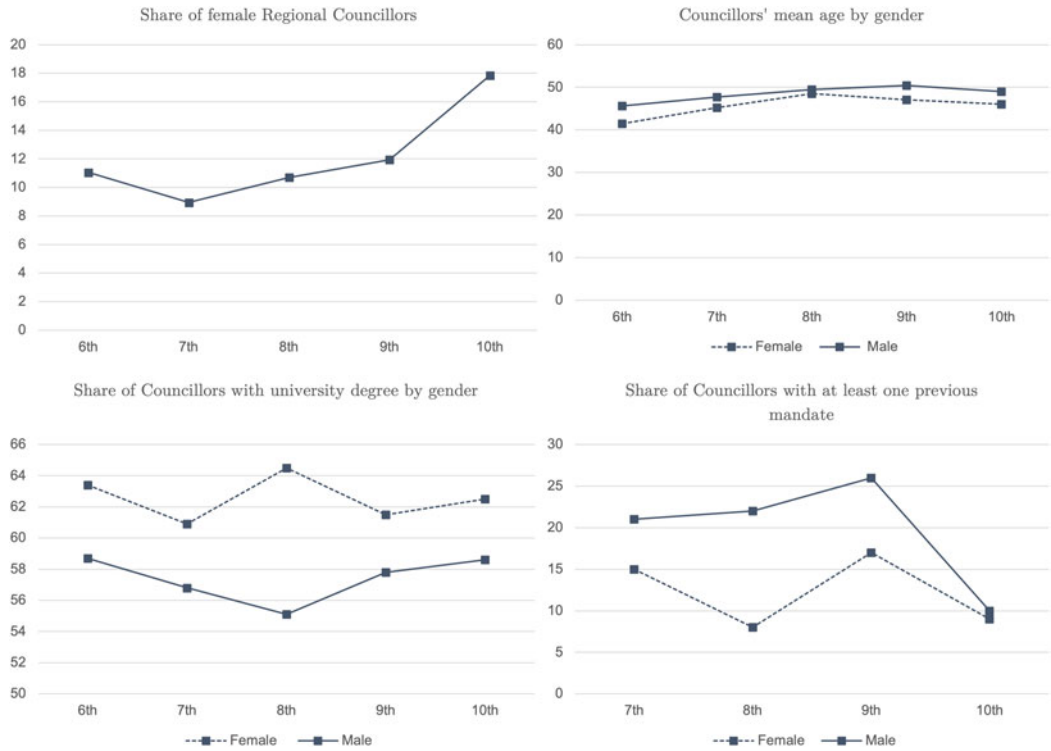 Share of female Regional Councillors
20
18
16
14
12
10
8
6
4
2
0
6th 7th 8th 9th 10th
Councillors' mean age by gender
60
50
40
30
20
10
0
6th 7th 8th 9th 10th
Female Male
Share of Councillors with university degree by gender
66
64
62
60
58
56
54
52
50
6th 7th 8th 9th 10th
Female Male
Share of Councillors with at least one previous
mandate
30
25
20
15
10
5
0
7th 8th 9th 10th
Female Male